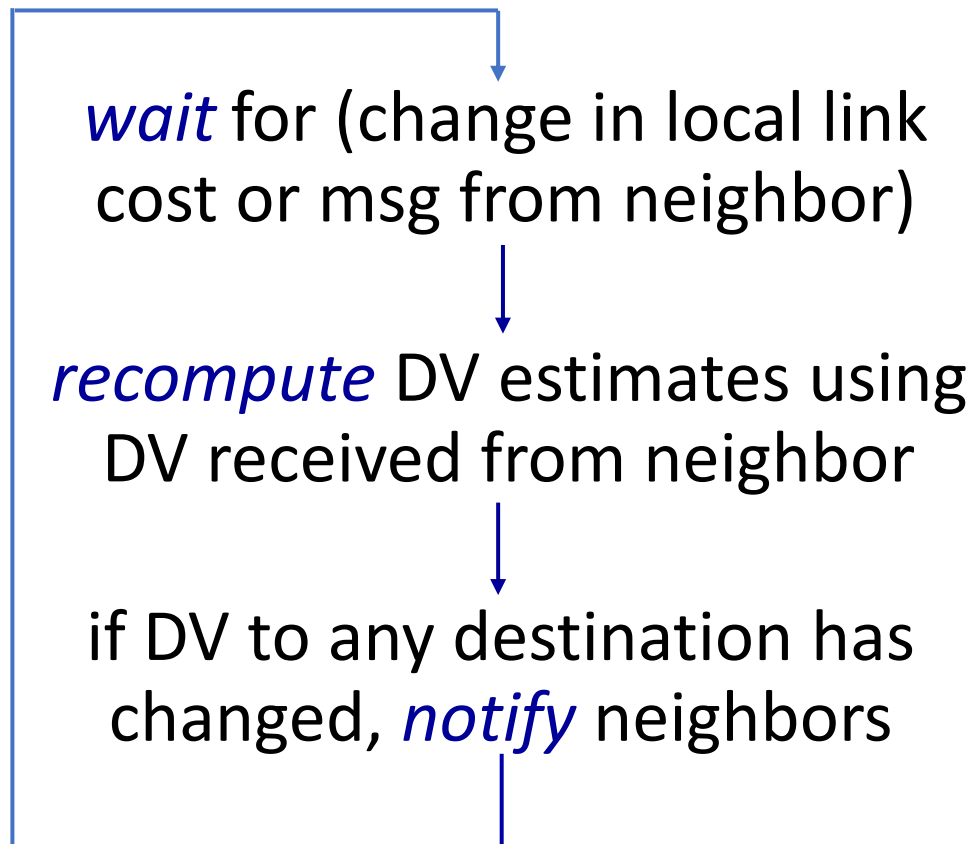 wait for (change in local link
cost or msg from neighbor)
recompute DV estimates using
DV received from neighbor
if DV to any destination has
changed, notify neighbors